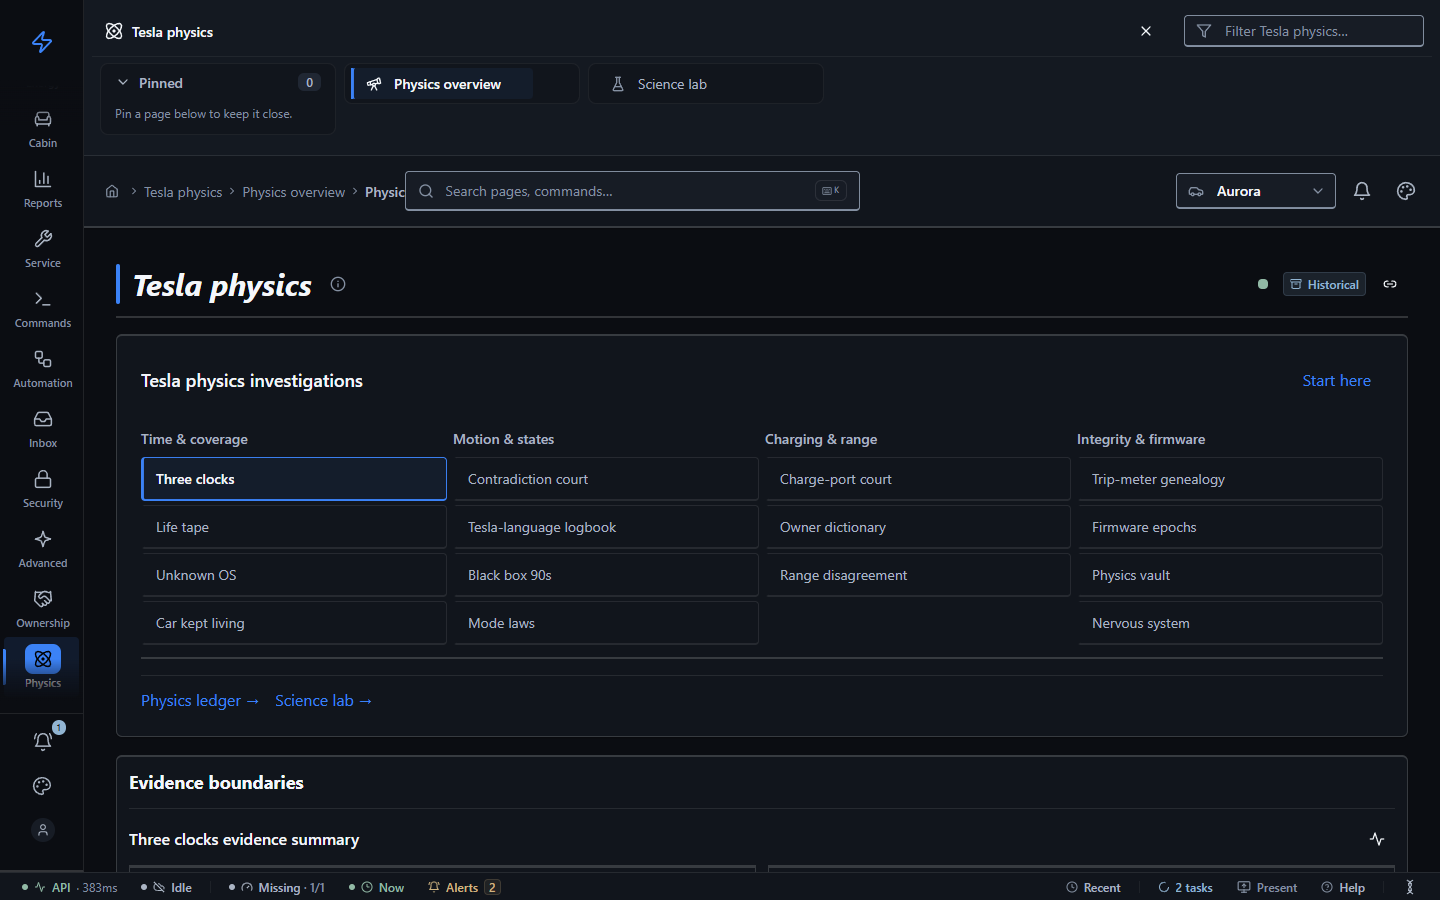 Tesla physics
Filter Tesla physics...
Pinned 0
Pin a page below to keep it close.
Physics overview
Science lab
Cabin
Reports
Service
Commands
Automation
Inbox
Security
Advanced
Ownership
Physics
1
Tesla physics > Physics overview > Physic
Search pages, commands...
K
Aurora
Tesla physics
Historical
Tesla physics investigations
Start here
Time & coverage
Three clocks
Life tape
Unknown OS
Car kept living
Motion & states
Contradiction court
Tesla-language logbook
Black box 90s
Mode laws
Charging & range
Charge-port court
Owner dictionary
Range disagreement
Integrity & firmware
Trip-meter genealogy
Firmware epochs
Physics vault
Nervous system
Physics ledger →
Science lab →
Evidence boundaries
Three clocks evidence summary
API · 383ms
Idle
Missing · 1/1
Now
Alerts 2
Recent
2 tasks
Present
Help